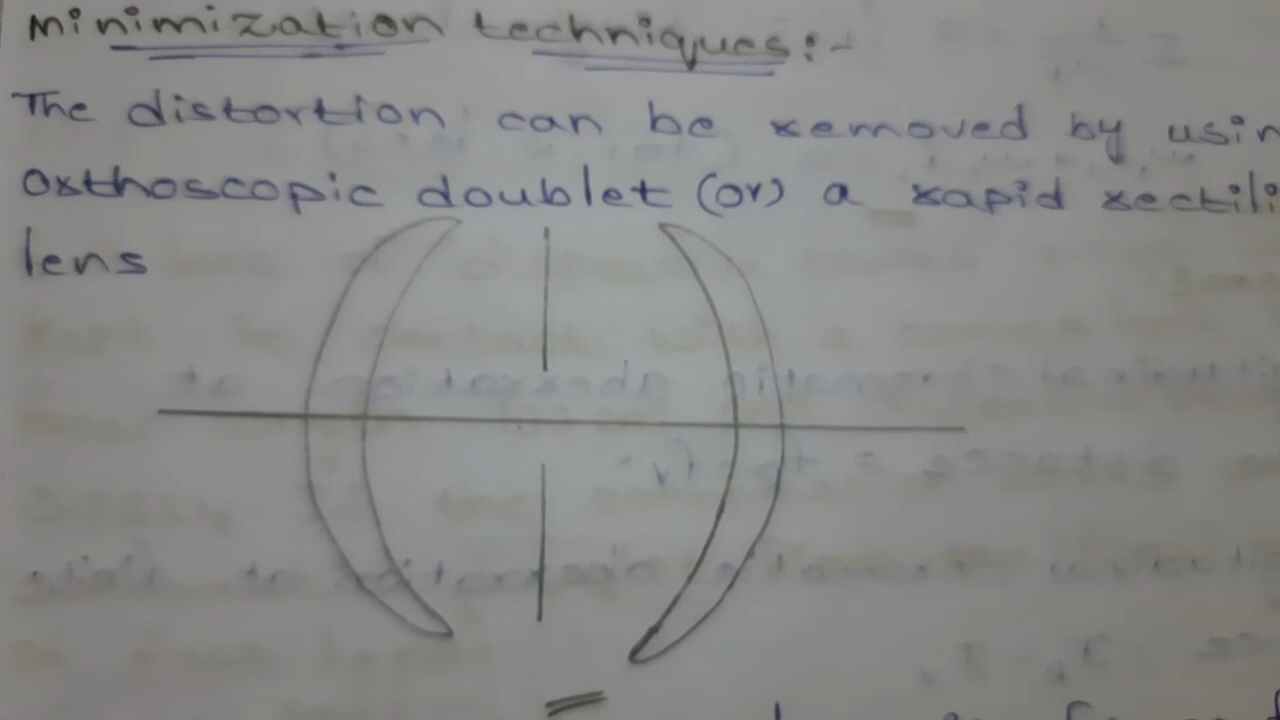 Minimization techniques:-
The distortion can be removed by usin
orthoscopic doublet (or) a rapid rectili
lens